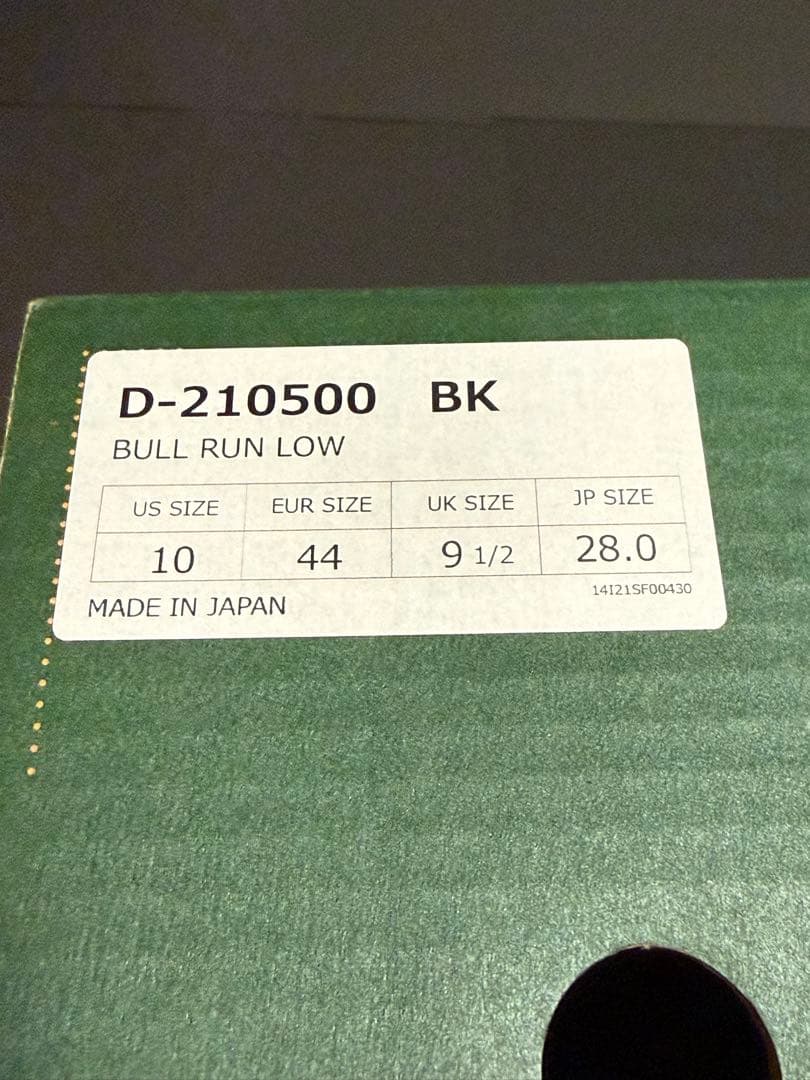 D-210500 BK
BULL RUN LOW
US SIZE EUR SIZE UK SIZE JP SIZE
10 44 9 1/2 28.0
MADE IN JAPAN 14I21SF00430